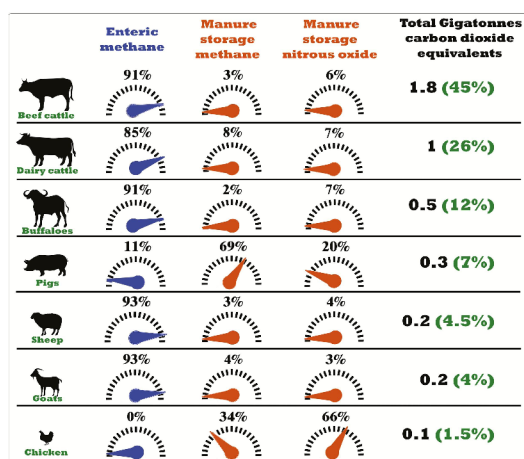 Enteric methane
Manure storage methane
Manure storage nitrous oxide
Total Gigatonnes carbon dioxide equivalents
91% 3% 6%
Beef cattle
1.8 (45%)
85% 8% 7%
Dairy cattle
1 (26%)
91% 2% 7%
Buffaloes
0.5 (12%)
11% 69% 20%
Pigs
0.3 (7%)
93% 3% 4%
Sheep
0.2 (4.5%)
93% 4% 3%
Goats
0.2 (4%)
0% 34% 66%
Chicken
0.1 (1.5%)